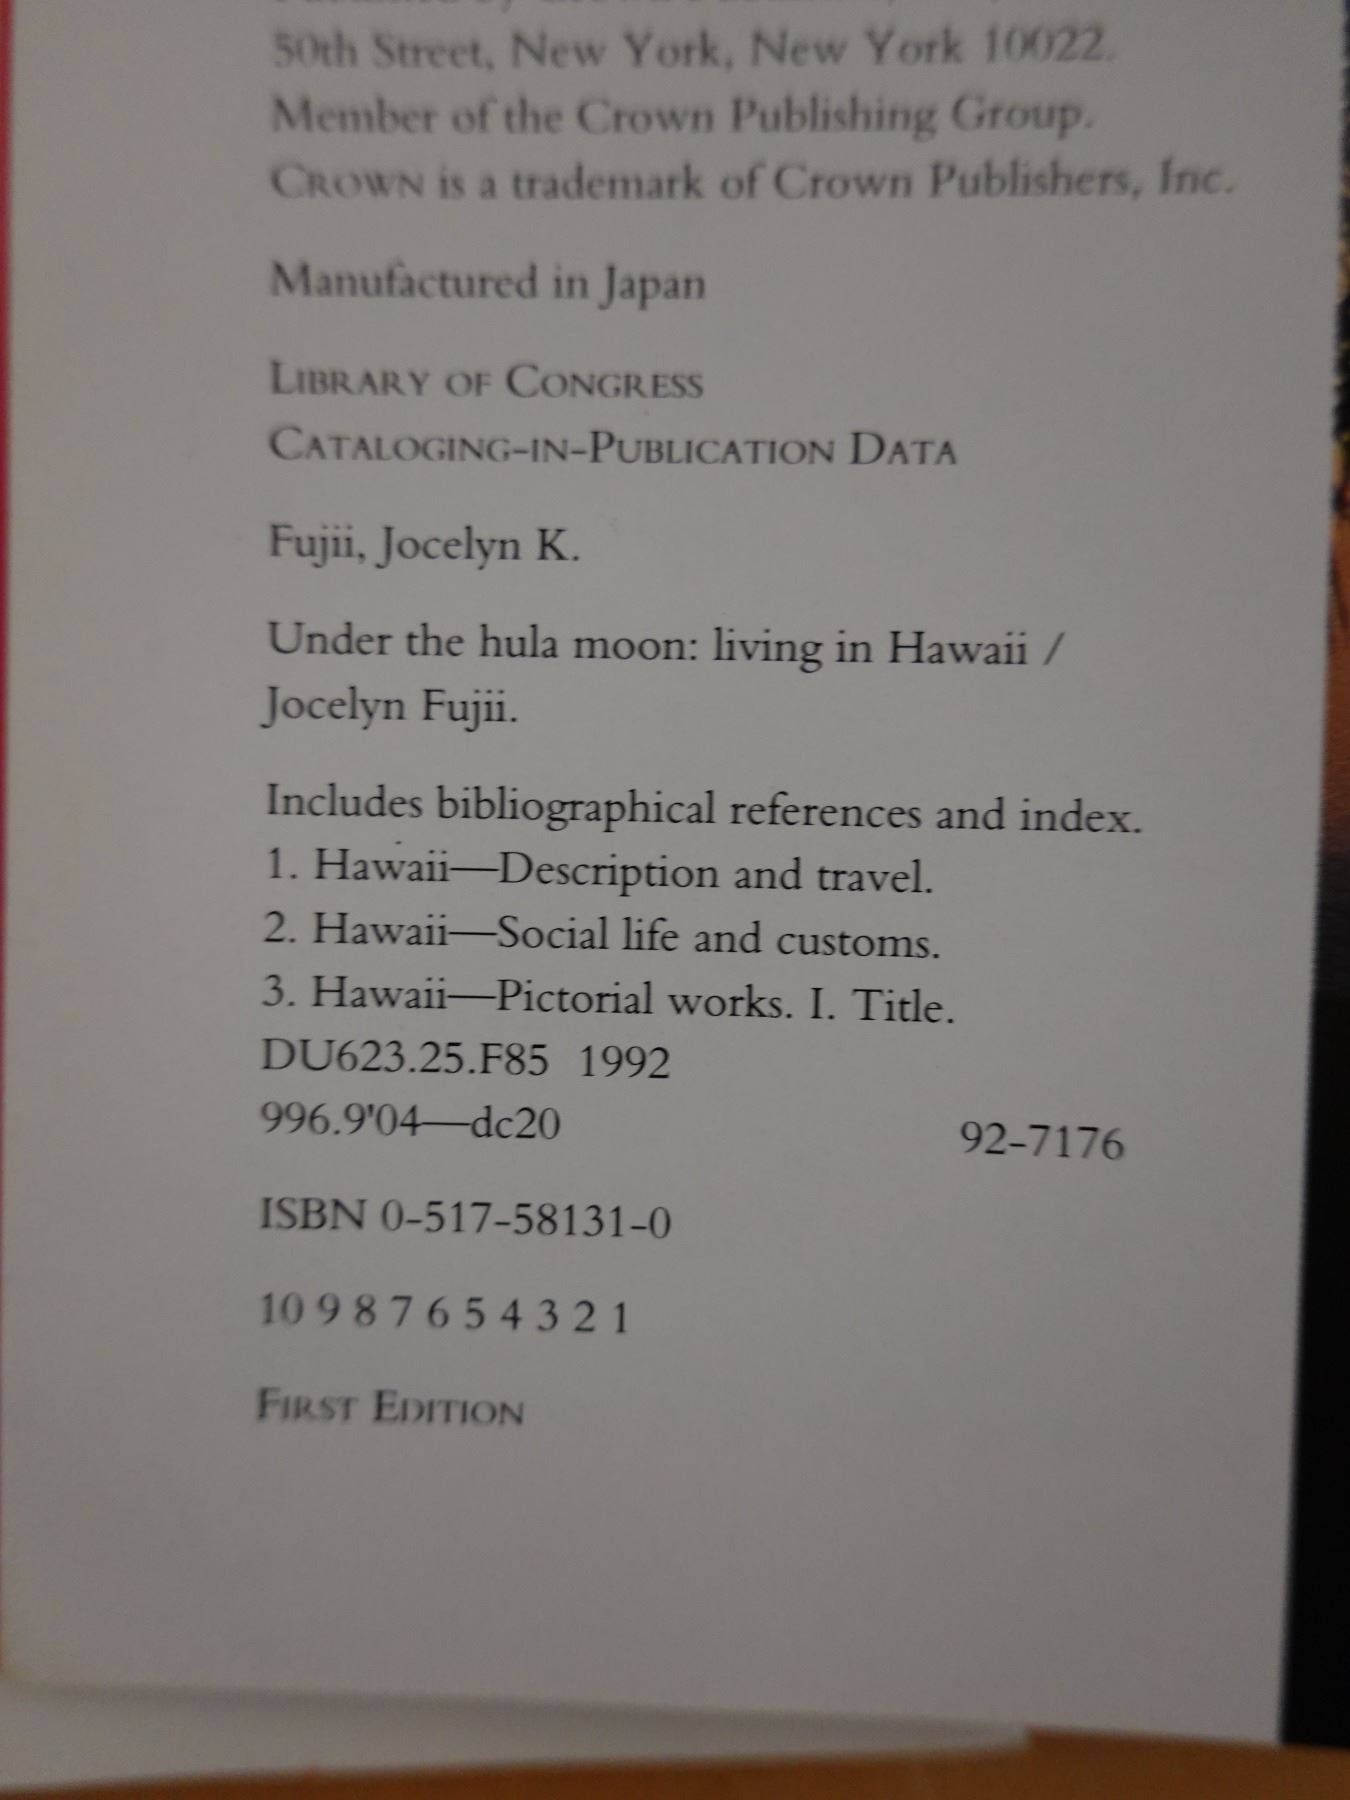 50th Street, New York, New York 10022.
Member of the Crown Publishing Group.
CROWN is a trademark of Crown Publishers, Inc.
Manufactured in Japan
LIBRARY OF CONGRESS
CATALOGING-IN-PUBLICATION DATA
Fujii, Jocelyn K.
Under the hula moon: living in Hawaii /
Jocelyn Fujii.
Includes bibliographical references and index.
1. Hawaii—Description and travel.
2. Hawaii—Social life and customs.
3. Hawaii—Pictorial works. I. Title.
DU623.25.F85 1992
996.9'04—dc20 92-7176
ISBN 0-517-58131-0
10 9 8 7 6 5 4 3 2 1
FIRST EDITION